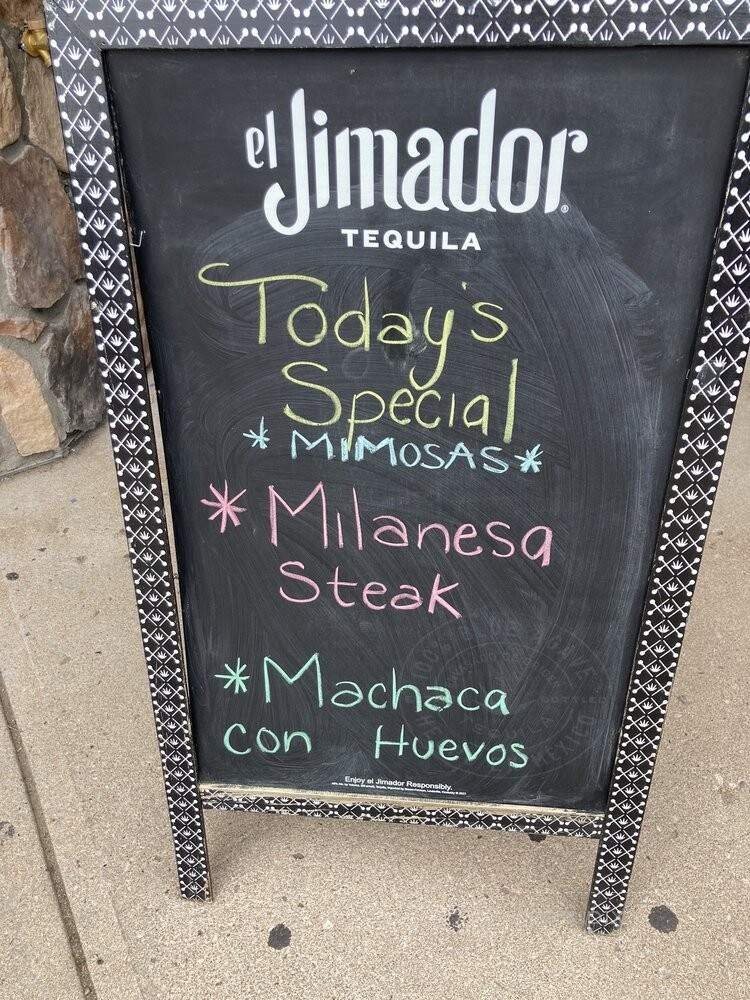 el Jimador
TEQUILA
Today's
Special
* MIMOSAS *
* Milanesa
Steak
* Machaca
con Huevos
Enjoy el Jimador Responsibly.